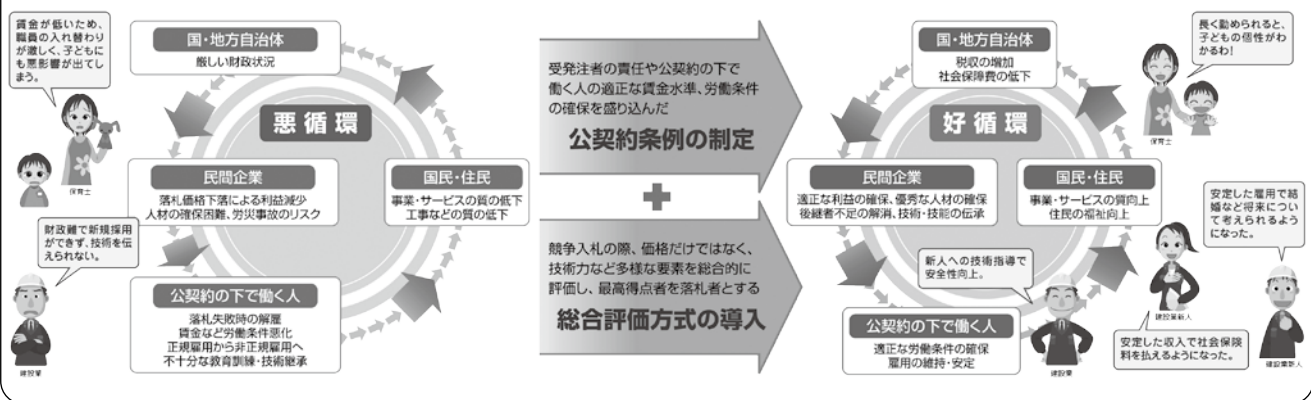 賃金が低いため、
職員の入れ替わり
が激しく、子どもに
も悪影響が出てし
まう。
保育士
国・地方自治体
厳しい財政状況
悪循環
民間企業
落札価格下落による利益減少
人材の確保困難、労災事故のリスク
国民・住民
事業・サービスの質の低下
工事などの質の低下
財政難で新規採用
ができず、技術を伝
えられない。
建設業
公契約の下で働く人
落札失敗時の解雇
賃金など労働条件悪化
正規雇用から非正規雇用へ
不十分な教育訓練・技術継承
受発注者の責任や公契約の下で
働く人の適正な賃金水準、労働条件
の確保を盛り込んだ
公契約条例の制定
+
競争入札の際、価格だけではなく、
技術力など多様な要素を総合的に
評価し、最高得点者を落札者とする
総合評価方式の導入
国・地方自治体
税収の増加
社会保障費の低下
長く勤められると、
子どもの個性がわ
かるわ!
保育士
好循環
民間企業
適正な利益の確保、優秀な人材の確保
後継者不足の解消、技術・技能の伝承
国民・住民
事業・サービスの質向上
住民の福祉向上
安定した雇用で結
婚など将来につい
て考えられるよう
になった。
新人への技術指導で
安全性向上。
建設業
公契約の下で働く人
適正な労働条件の確保
雇用の維持・安定
建設業新人
安定した収入で社会保険
料を払えるようになった。
建設業新人